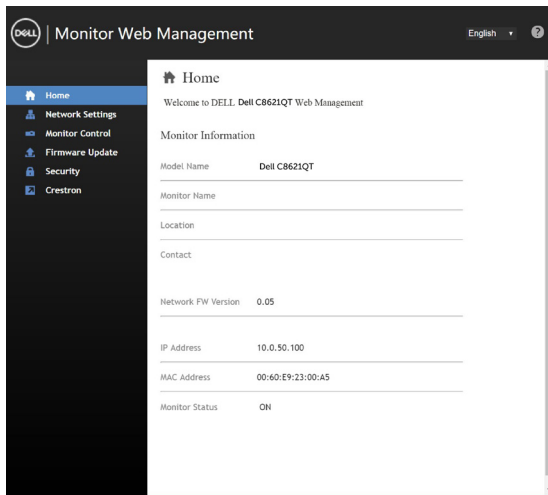 DELL | Monitor Web Management
English ▼ ?
Home
Network Settings
Monitor Control
Firmware Update
Security
Crestron
Home
Welcome to DELL Dell C8621QT Web Management
Monitor Information
Model Name Dell C8621QT
Monitor Name
Location
Contact
Network FW Version 0.05
IP Address 10.0.50.100
MAC Address 00:60:E9:23:00:A5
Monitor Status ON